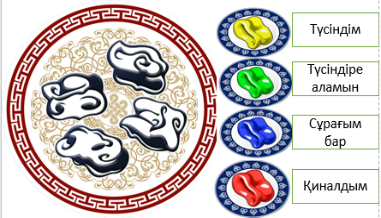 Түсіндім
Түсіндіре
аламын
Сұрағым
бар
Қиналдым